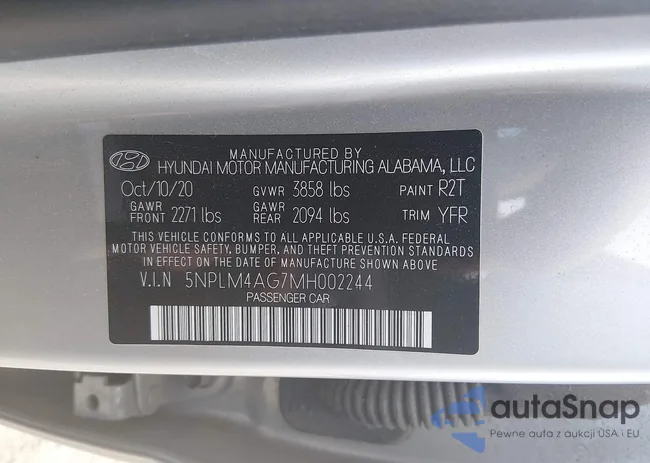 MANUFACTURED BY
HYUNDAI MOTOR MANUFACTURING ALABAMA, LLC
Oct/10/20 GVWR 3858 lbs PAINT R2T
GAWR FRONT 2271 lbs GAWR REAR 2094 lbs TRIM YFR
THIS VEHICLE CONFORMS TO ALL APPLICABLE U.S.A. FEDERAL
MOTOR VEHICLE SAFETY, BUMPER, AND THEFT PREVENTION STANDARDS
IN EFFECT ON THE DATE OF MANUFACTURE SHOWN ABOVE
V.I.N 5NPLM4AG7MH002244
PASSENGER CAR
autaSnap
Pewne auta z aukcji USA i EU